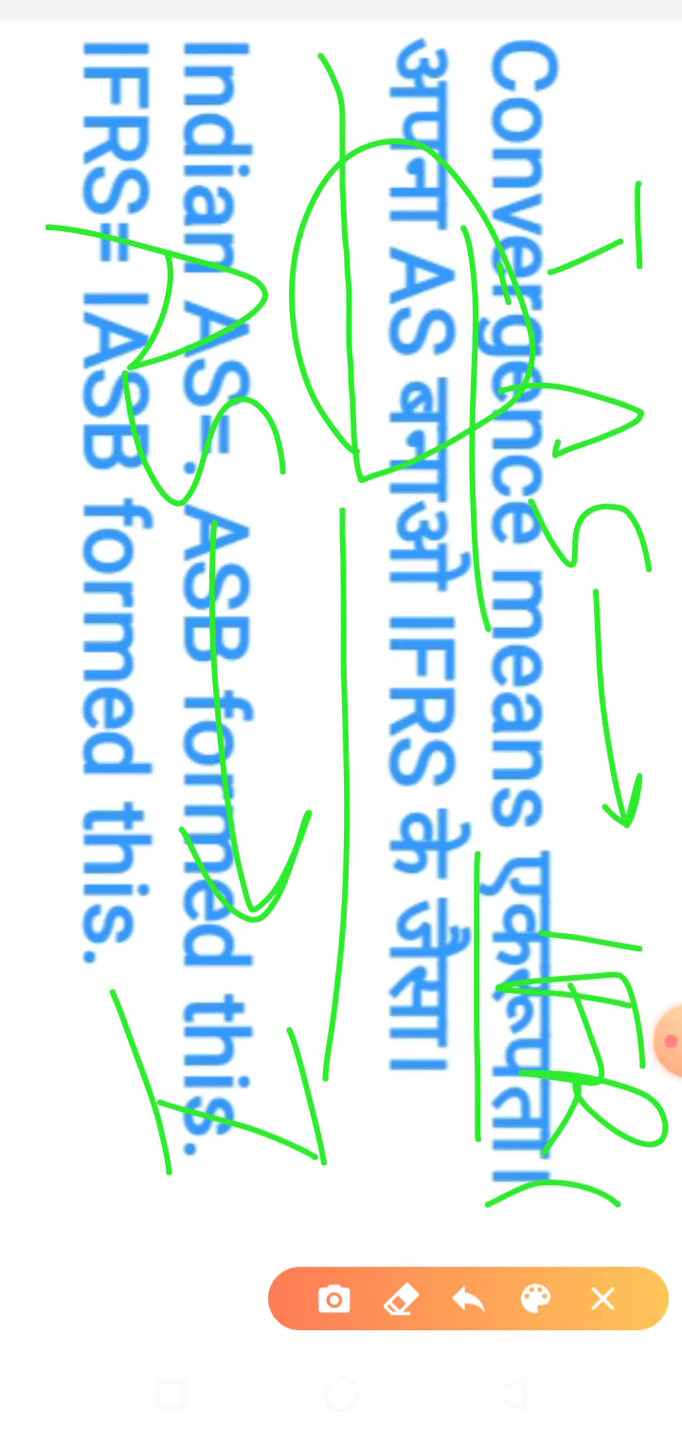 Convergence means एकरूपता।
अपना AS बनाओ IFRS के जैसा।
Indian AS=. ASB formed this.
IFRS= IASB formed this.